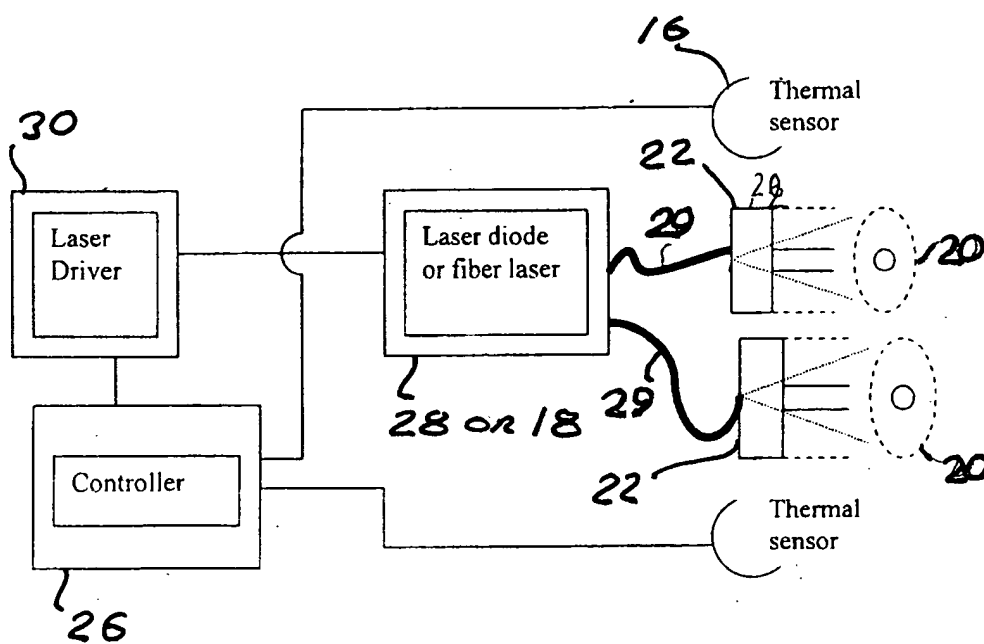 16
Thermal
sensor
30
22
Laser
Driver
Laser diode
or fiber laser
29
20
28 OR 18
29
22
20
Controller
Thermal
sensor
26